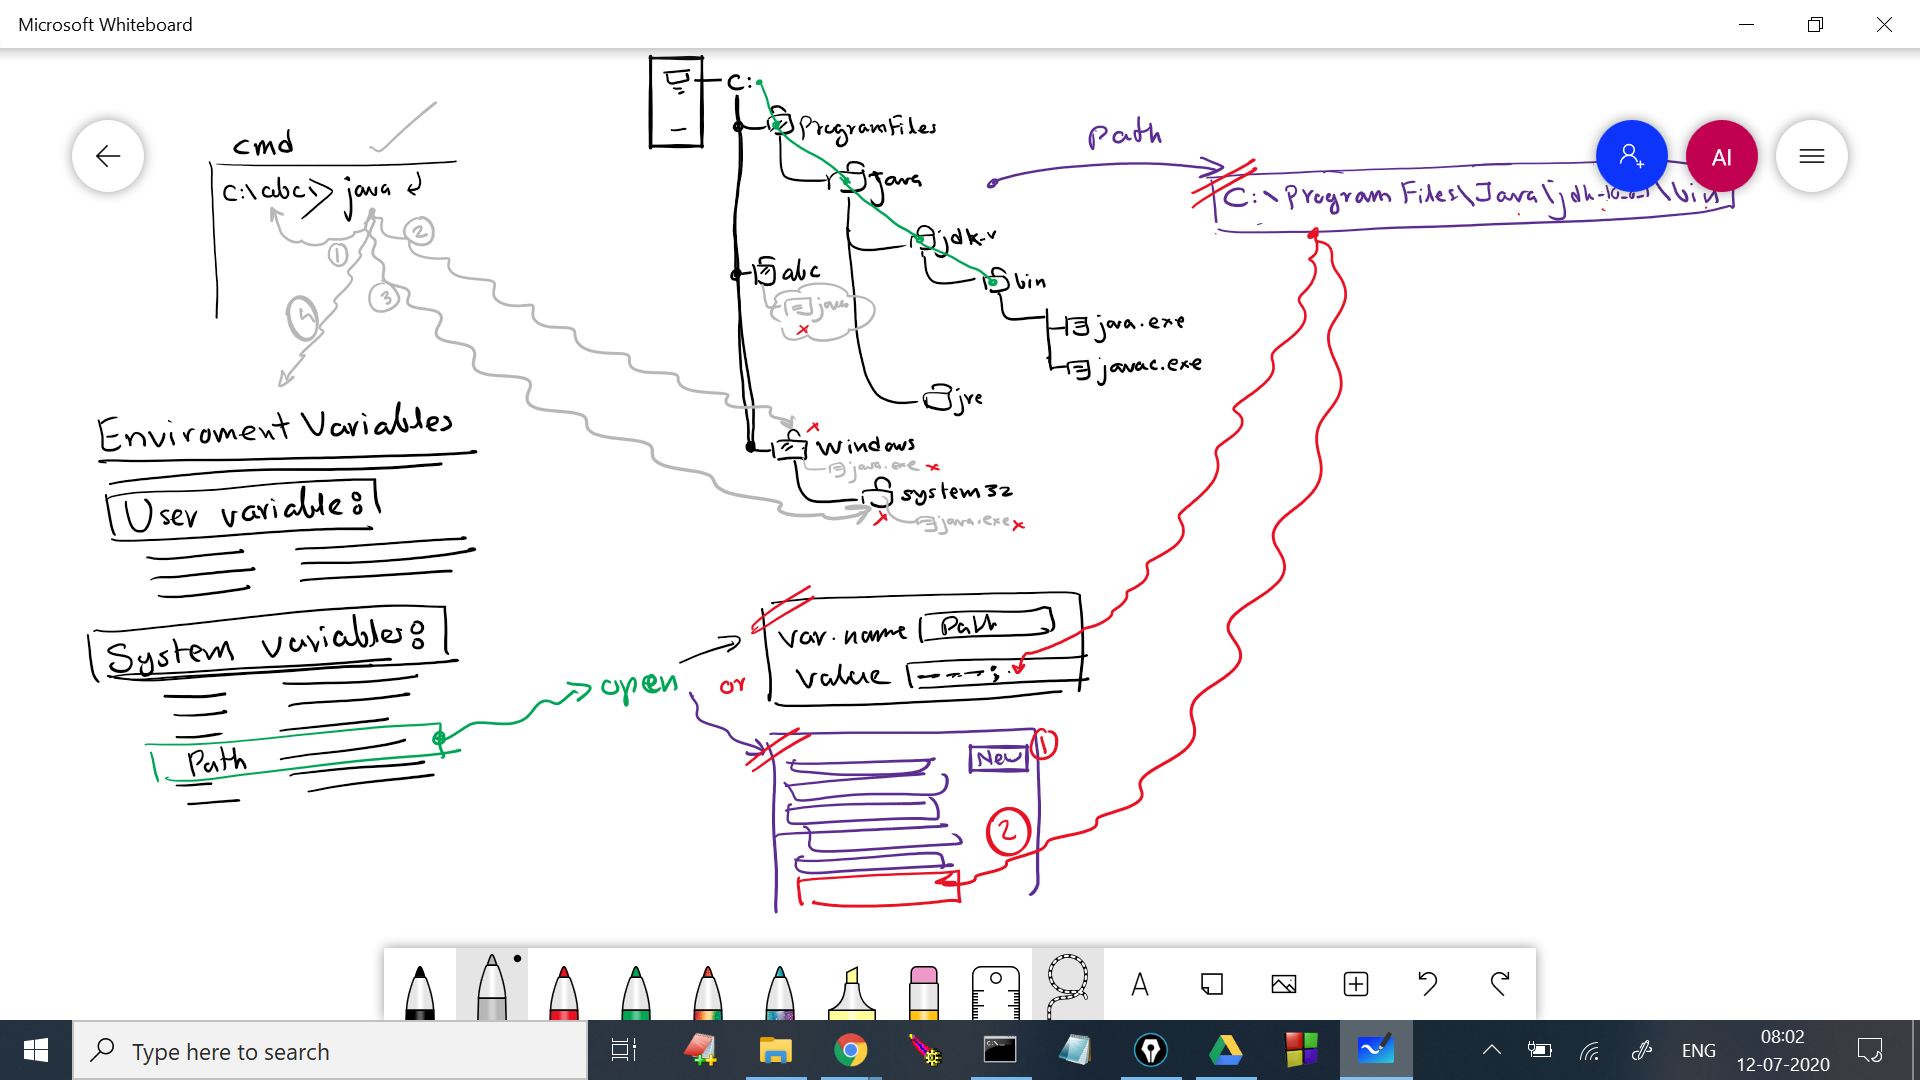 Microsoft Whiteboard
cmd
C:\abc\> java
1
2
3
4
C:
ProgramFiles
Java
jdk-v
bin
java.exe
javac.exe
jre
abc
java
x
Windows
x
java.exe x
system32
x
java.exe x
Path
C:\Program Files\Java\jdk-\bin
AI
Enviroment Variables
User variable:
System variables:
Path
open
or
var.name Path
value ----;
New
1
2
A
Type here to search
ENG
08:02
12-07-2020